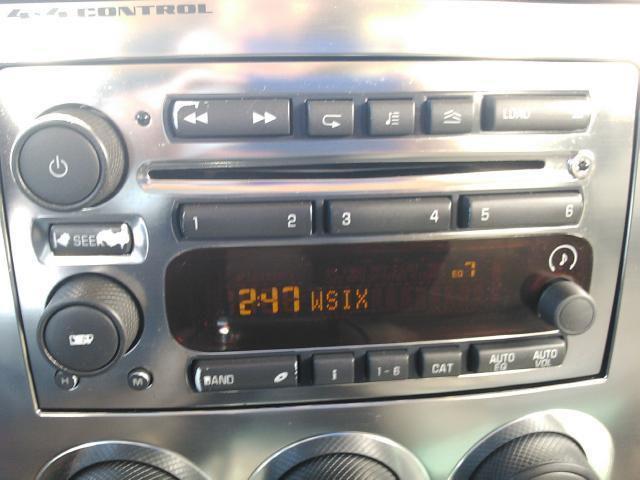 4x4 CONTROL
LOAD
SEEK
1 2 3 4 5 6
EQ 7
2:47 WSIX
H M
BAND i 1-6 CAT AUTO EQ AUTO VOL